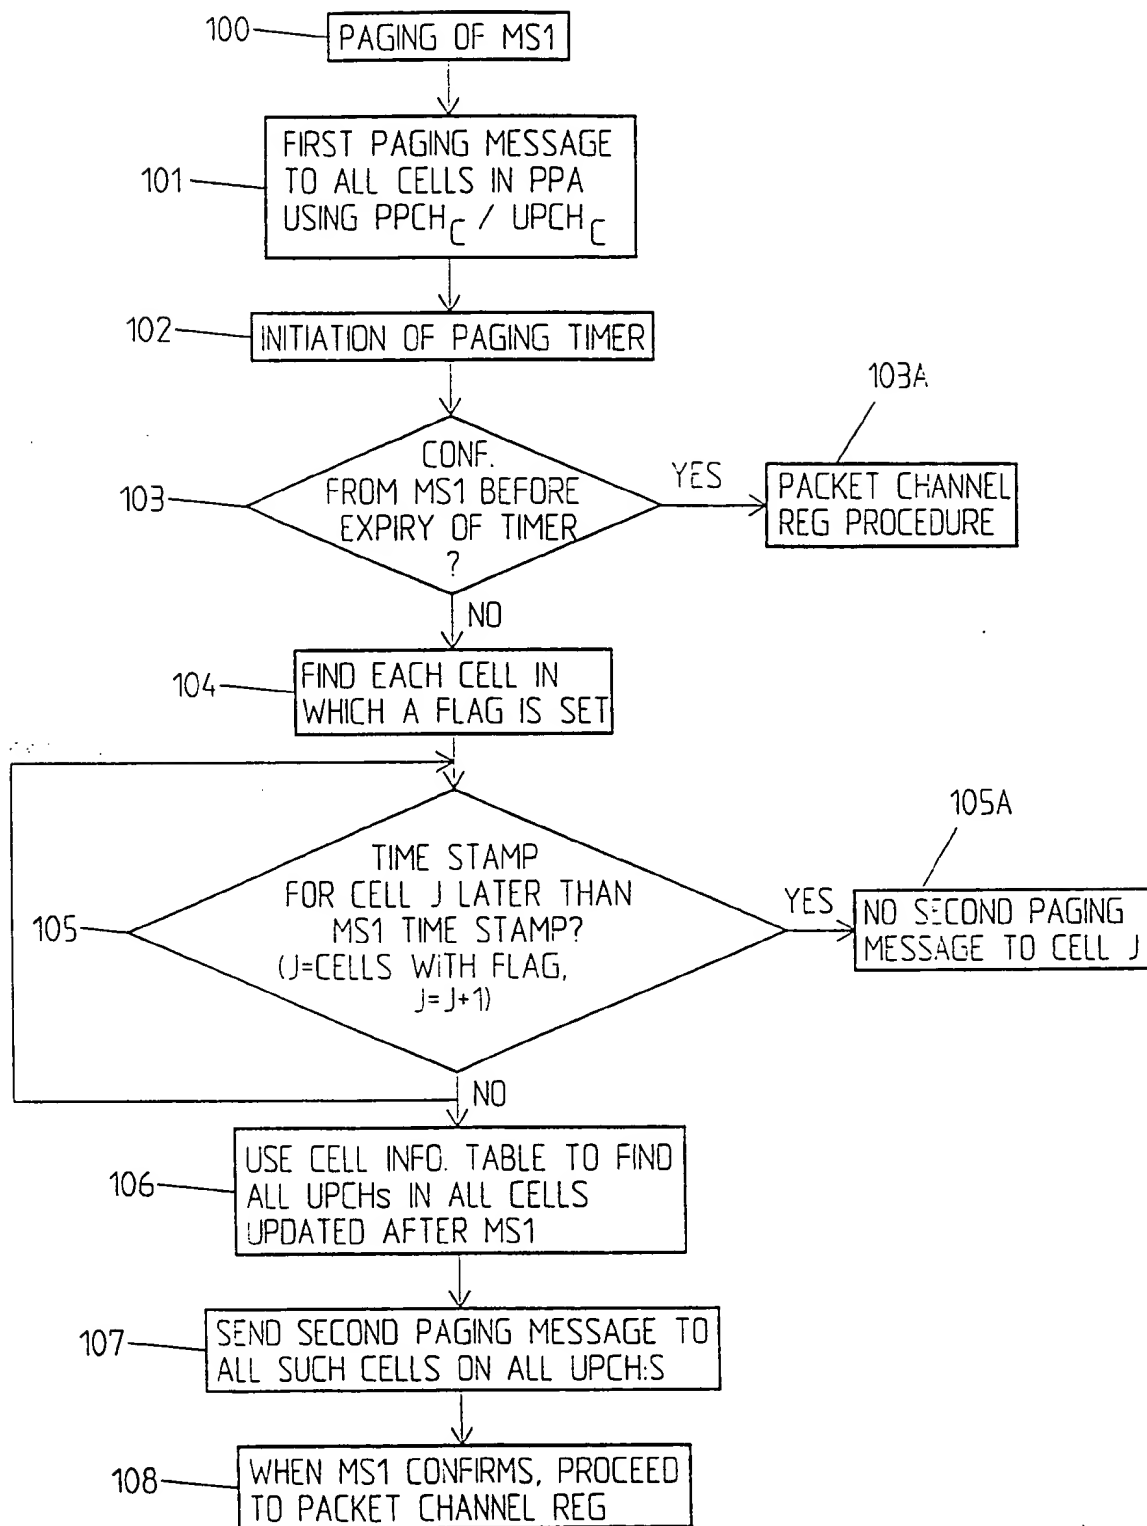 100
PAGING OF MS1
101
FIRST PAGING MESSAGE
TO ALL CELLS IN PPA
USING PPCH_C / UPCH_C
102
INITIATION OF PAGING TIMER
103A
103
CONF.
FROM MS1 BEFORE
EXPIRY OF TIMER
?
YES
PACKET CHANNEL
REG PROCEDURE
NO
104
FIND EACH CELL IN
WHICH A FLAG IS SET
105A
105
TIME STAMP
FOR CELL J LATER THAN
MS1 TIME STAMP?
(J=CELLS WiTH FLAG,
J=J+1)
YES
NO SECOND PAGING
MESSAGE TO CELL J
NO
106
USE CELL INFO. TABLE TO FIND
ALL UPCHs IN ALL CELLS
UPDATED AFTER MS1
107
SEND SECOND PAGING MESSAGE TO
ALL SUCH CELLS ON ALL UPCH:S
108
WHEN MS1 CONFIRMS, PROCEED
TO PACKET CHANNEL REG